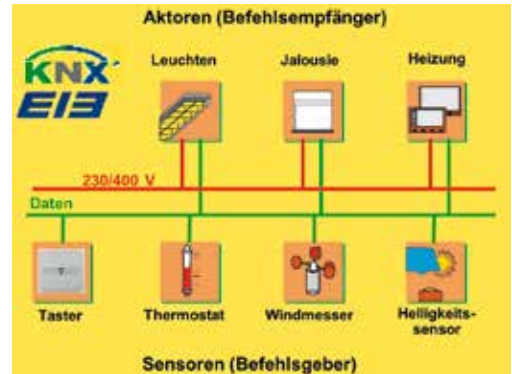 Aktoren (Befehlsempfänger)
KNX
EIB
Leuchten
Jalousie
Heizung
230/400 V
Daten
Taster
Thermostat
Windmesser
Helligkeits-
sensor
Sensoren (Befehlsgeber)